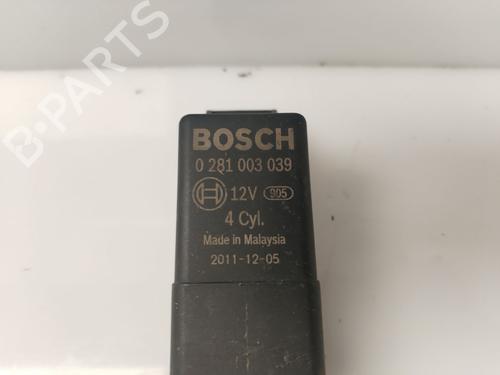 B-PARTS
BOSCH
0 281 003 039
12V 905
4 Cyl.
Made in Malaysia
2011-12-05